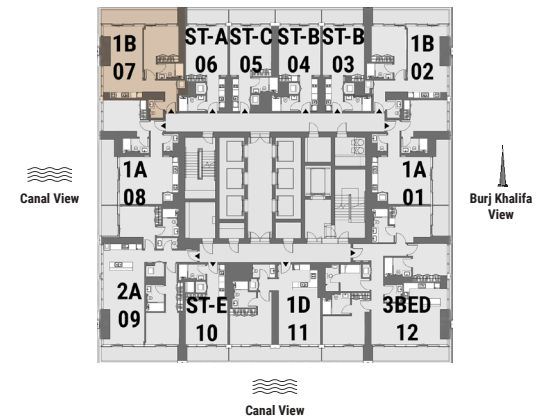 1B
07
ST-A
06
ST-C
05
ST-B
04
ST-B
03
1B
02
1A
08
1A
01
Canal View
Burj Khalifa
View
2A
09
ST-E
10
1D
11
3BED
12
Canal View